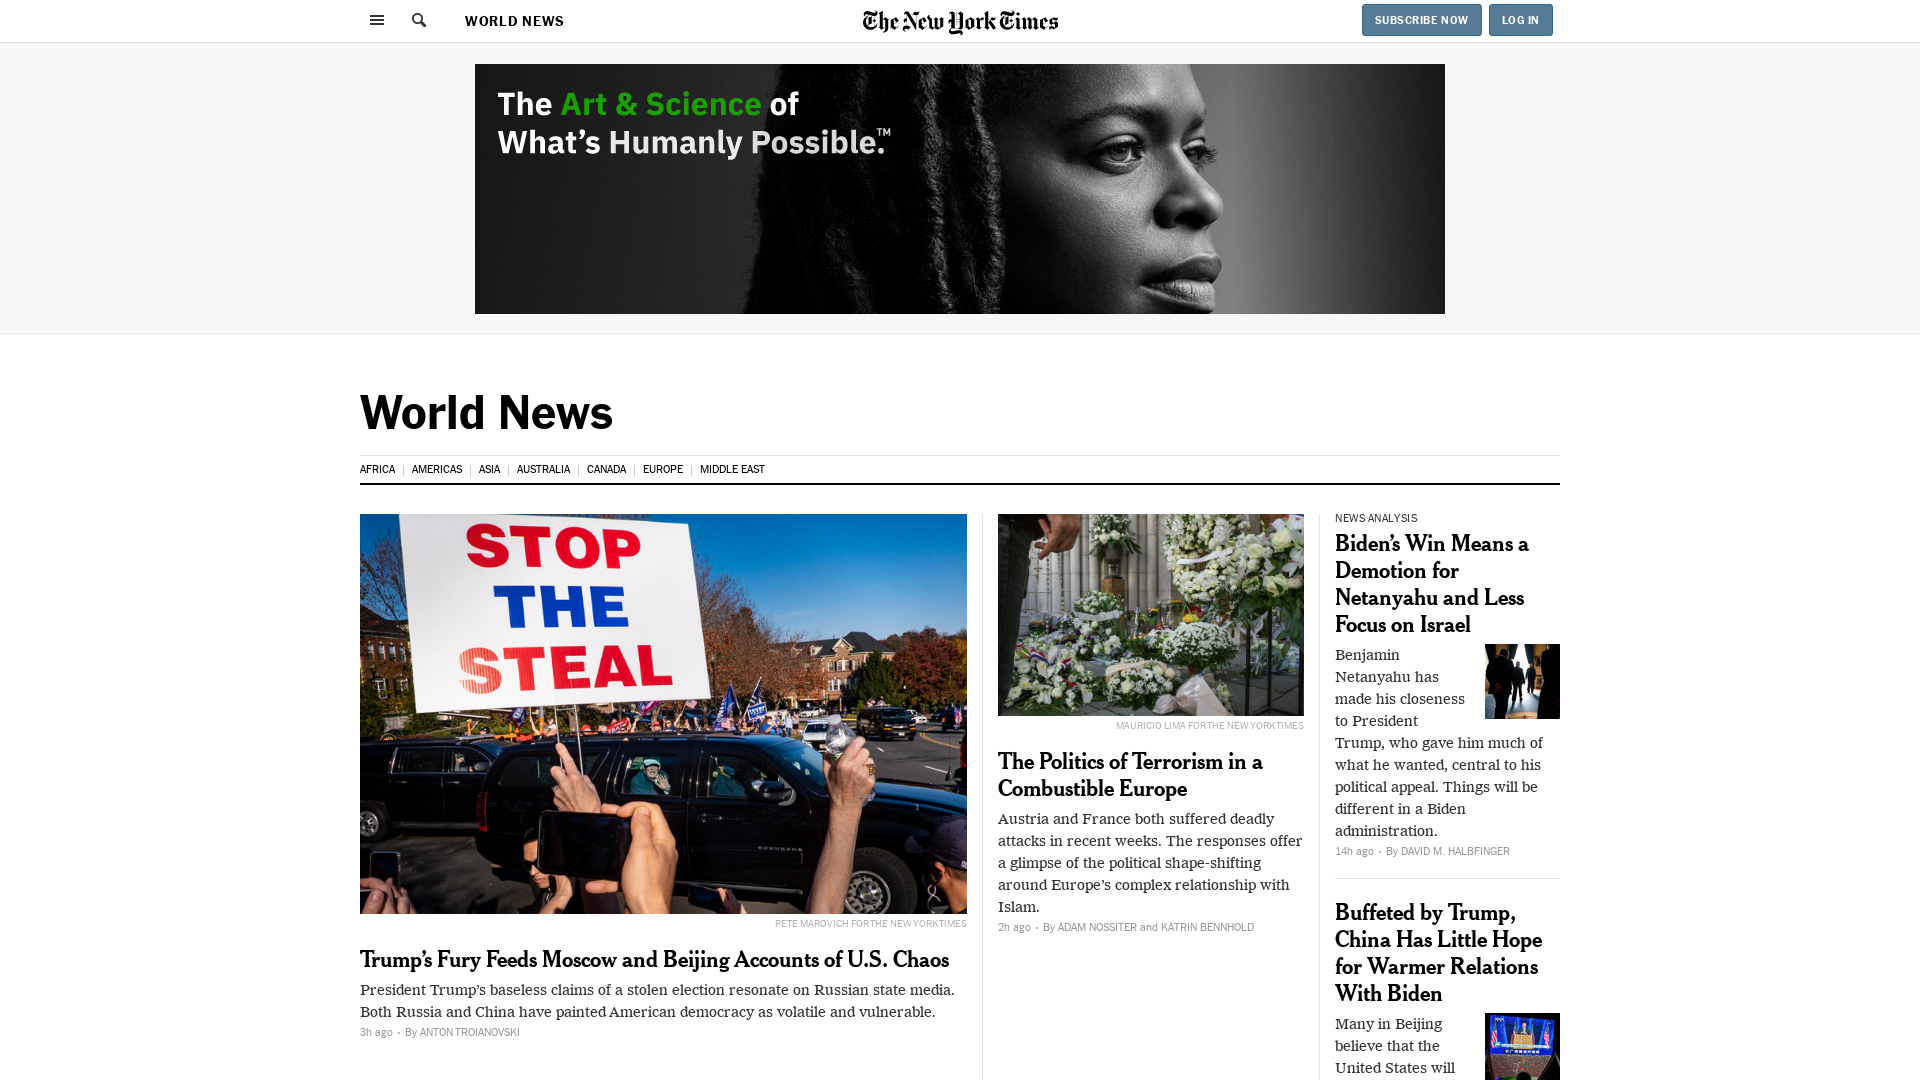 WORLD NEWS
The New York Times
SUBSCRIBE NOW
LOG IN
The Art & Science of
What's Humanly Possible.™
World News
AFRICA
AMERICAS
ASIA
AUSTRALIA
CANADA
EUROPE
MIDDLE EAST
STOP
THE
STEAL
PETE MAROVICH FOR THE NEW YORK TIMES
Trump’s Fury Feeds Moscow and Beijing Accounts of U.S. Chaos
President Trump’s baseless claims of a stolen election resonate on Russian state media.
Both Russia and China have painted American democracy as volatile and vulnerable.
3h ago • By ANTON TROIANOVSKI
MAURICIO LIMA FOR THE NEW YORK TIMES
The Politics of Terrorism in a
Combustible Europe
Austria and France both suffered deadly
attacks in recent weeks. The responses offer
a glimpse of the political shape-shifting
around Europe’s complex relationship with
Islam.
2h ago • By ADAM NOSSITER and KATRIN BENNHOLD
NEWS ANALYSIS
Biden’s Win Means a
Demotion for
Netanyahu and Less
Focus on Israel
Benjamin
Netanyahu has
made his closeness
to President
Trump, who gave him much of
what he wanted, central to his
political appeal. Things will be
different in a Biden
administration.
14h ago • By DAVID M. HALBFINGER
Buffeted by Trump,
China Has Little Hope
for Warmer Relations
With Biden
Many in Beijing
believe that the
United States will